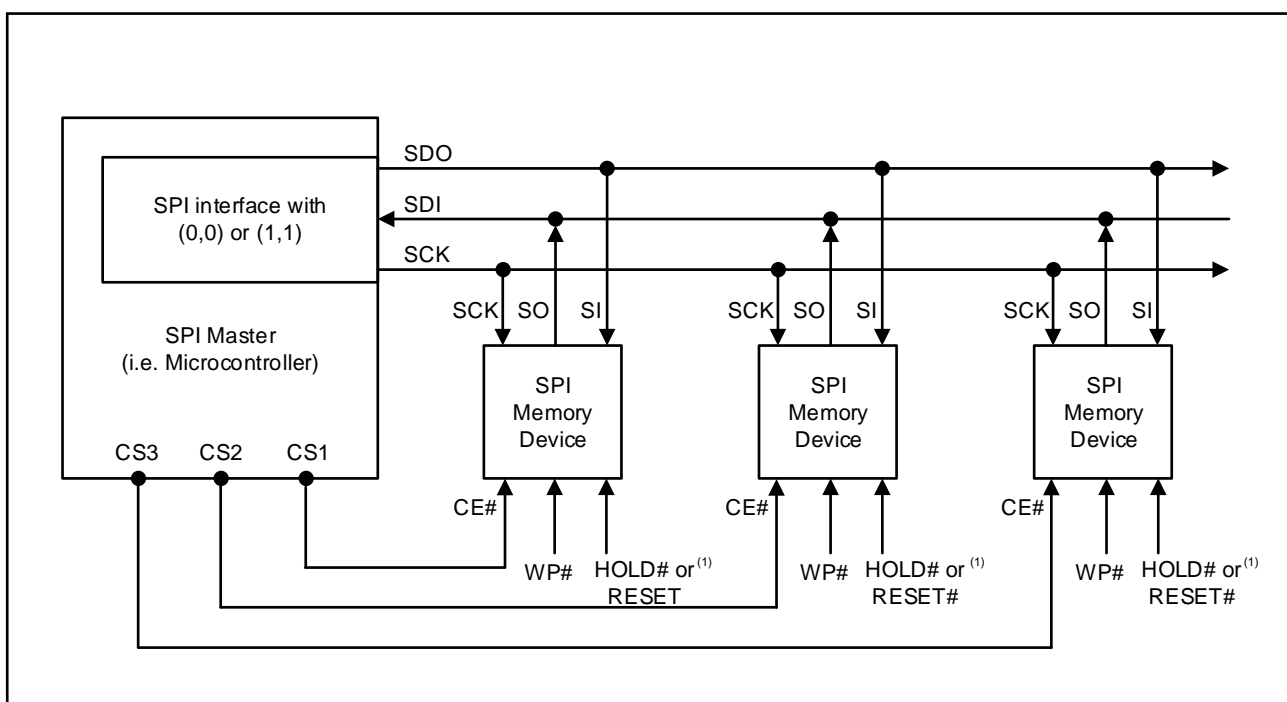 SDO
SPI interface with
(0,0) or (1,1)
SDI
SCK
SPI Master
(i.e. Microcontroller)
SCK
SO
SI
SCK
SO
SI
SCK
SO
SI
SPI
Memory
Device
SPI
Memory
Device
SPI
Memory
Device
CS3
CS2
CS1
CE#
WP#
HOLD# or (1)
RESET
CE#
WP#
HOLD# or (1)
RESET#
CE#
WP#
HOLD# or (1)
RESET#